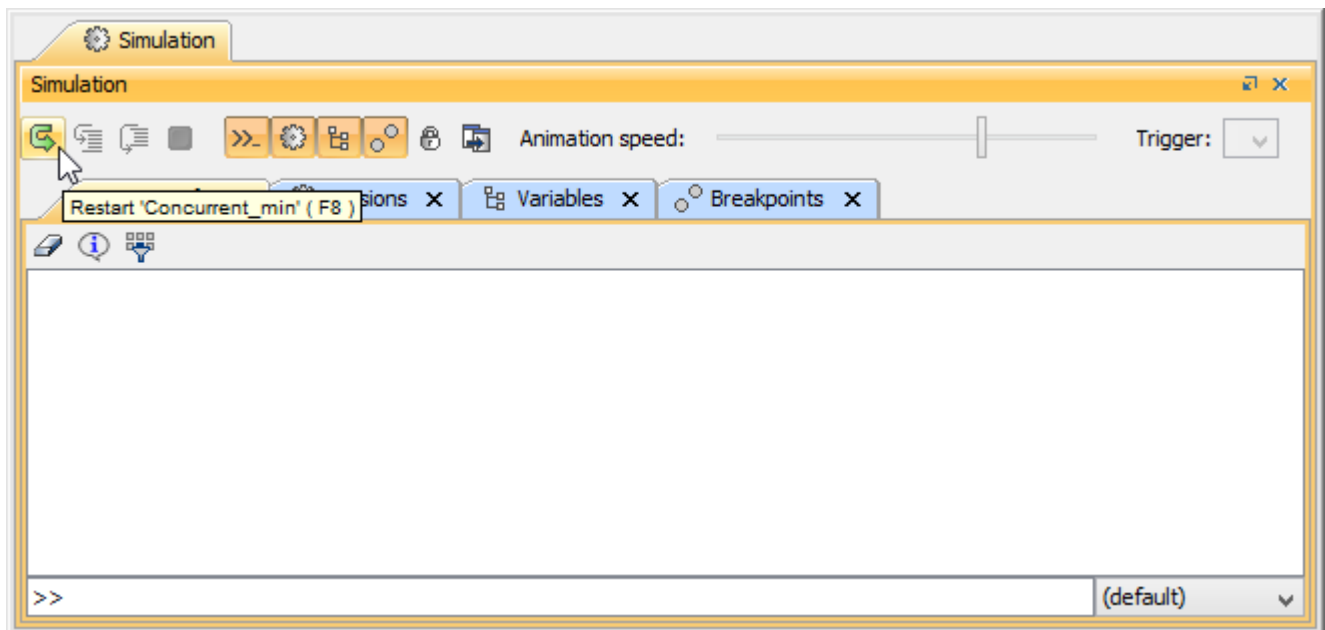 Simulation
Simulation
Animation speed:
Trigger:
Restart 'Concurrent_min' ( F8 )
Variables
Breakpoints
>>
(default)